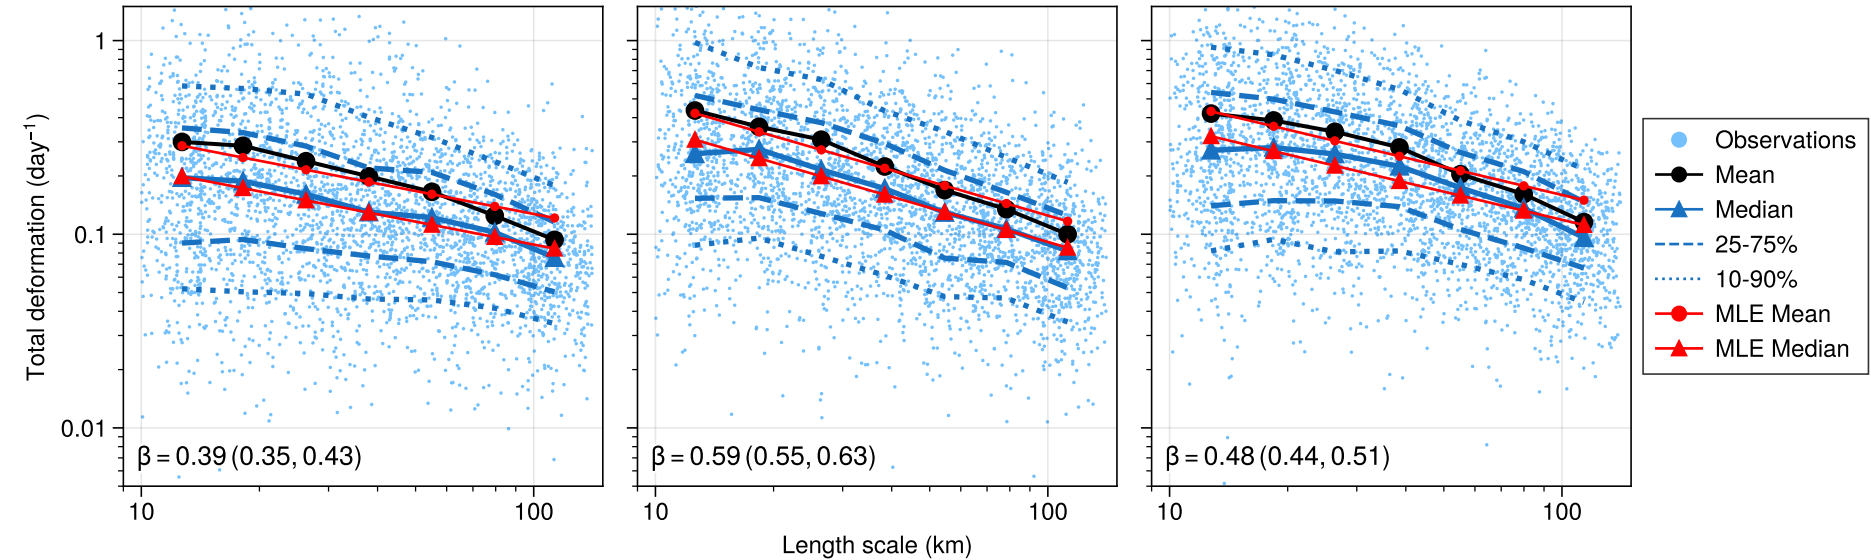 Total deformation (day⁻¹)
1
0.1
0.01
β = 0.39 (0.35, 0.43)
10
100
β = 0.59 (0.55, 0.63)
10
100
β = 0.48 (0.44, 0.51)
10
100
Length scale (km)
Observations
Mean
Median
25-75%
10-90%
MLE Mean
MLE Median